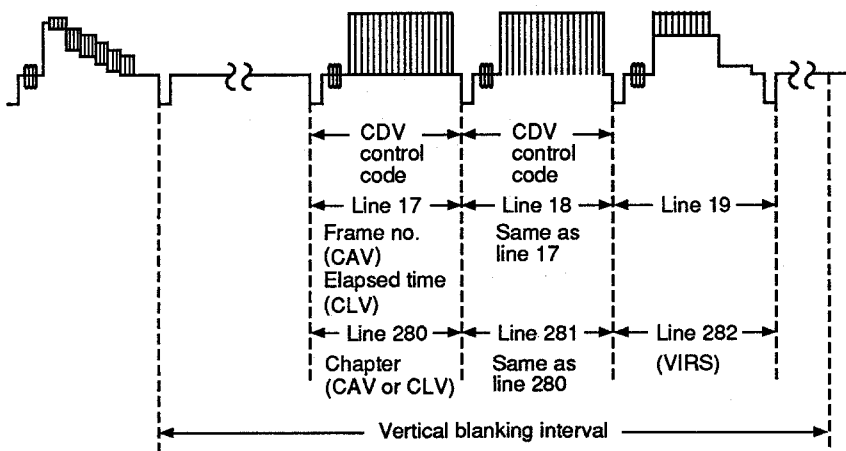 CDV
control
code
CDV
control
code
Line 17
Line 18
Line 19
Frame no.
(CAV)
Elapsed time
(CLV)
Same as
line 17
Line 280
Line 281
Line 282
Chapter
(CAV or CLV)
Same as
line 280
(VIRS)
Vertical blanking interval